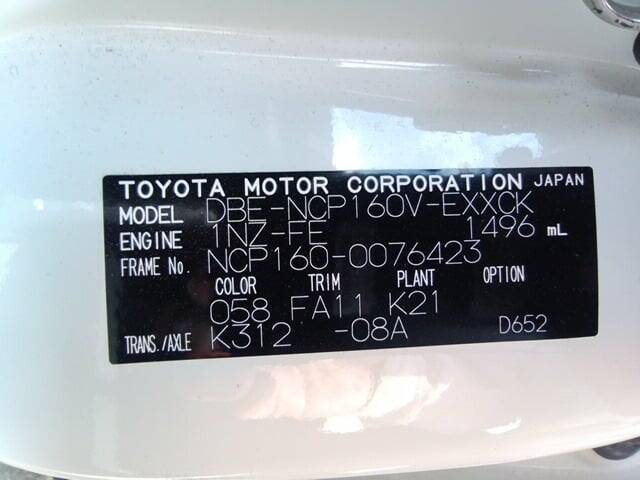 TOYOTA MOTOR CORPORATION JAPAN
MODEL DBE-NCP160V-EXXCK
ENGINE 1NZ-FE 1496 mL
FRAME No. NCP160-0076423
COLOR TRIM PLANT OPTION
058 FA11 K21
TRANS./AXLE K312 -08A D652